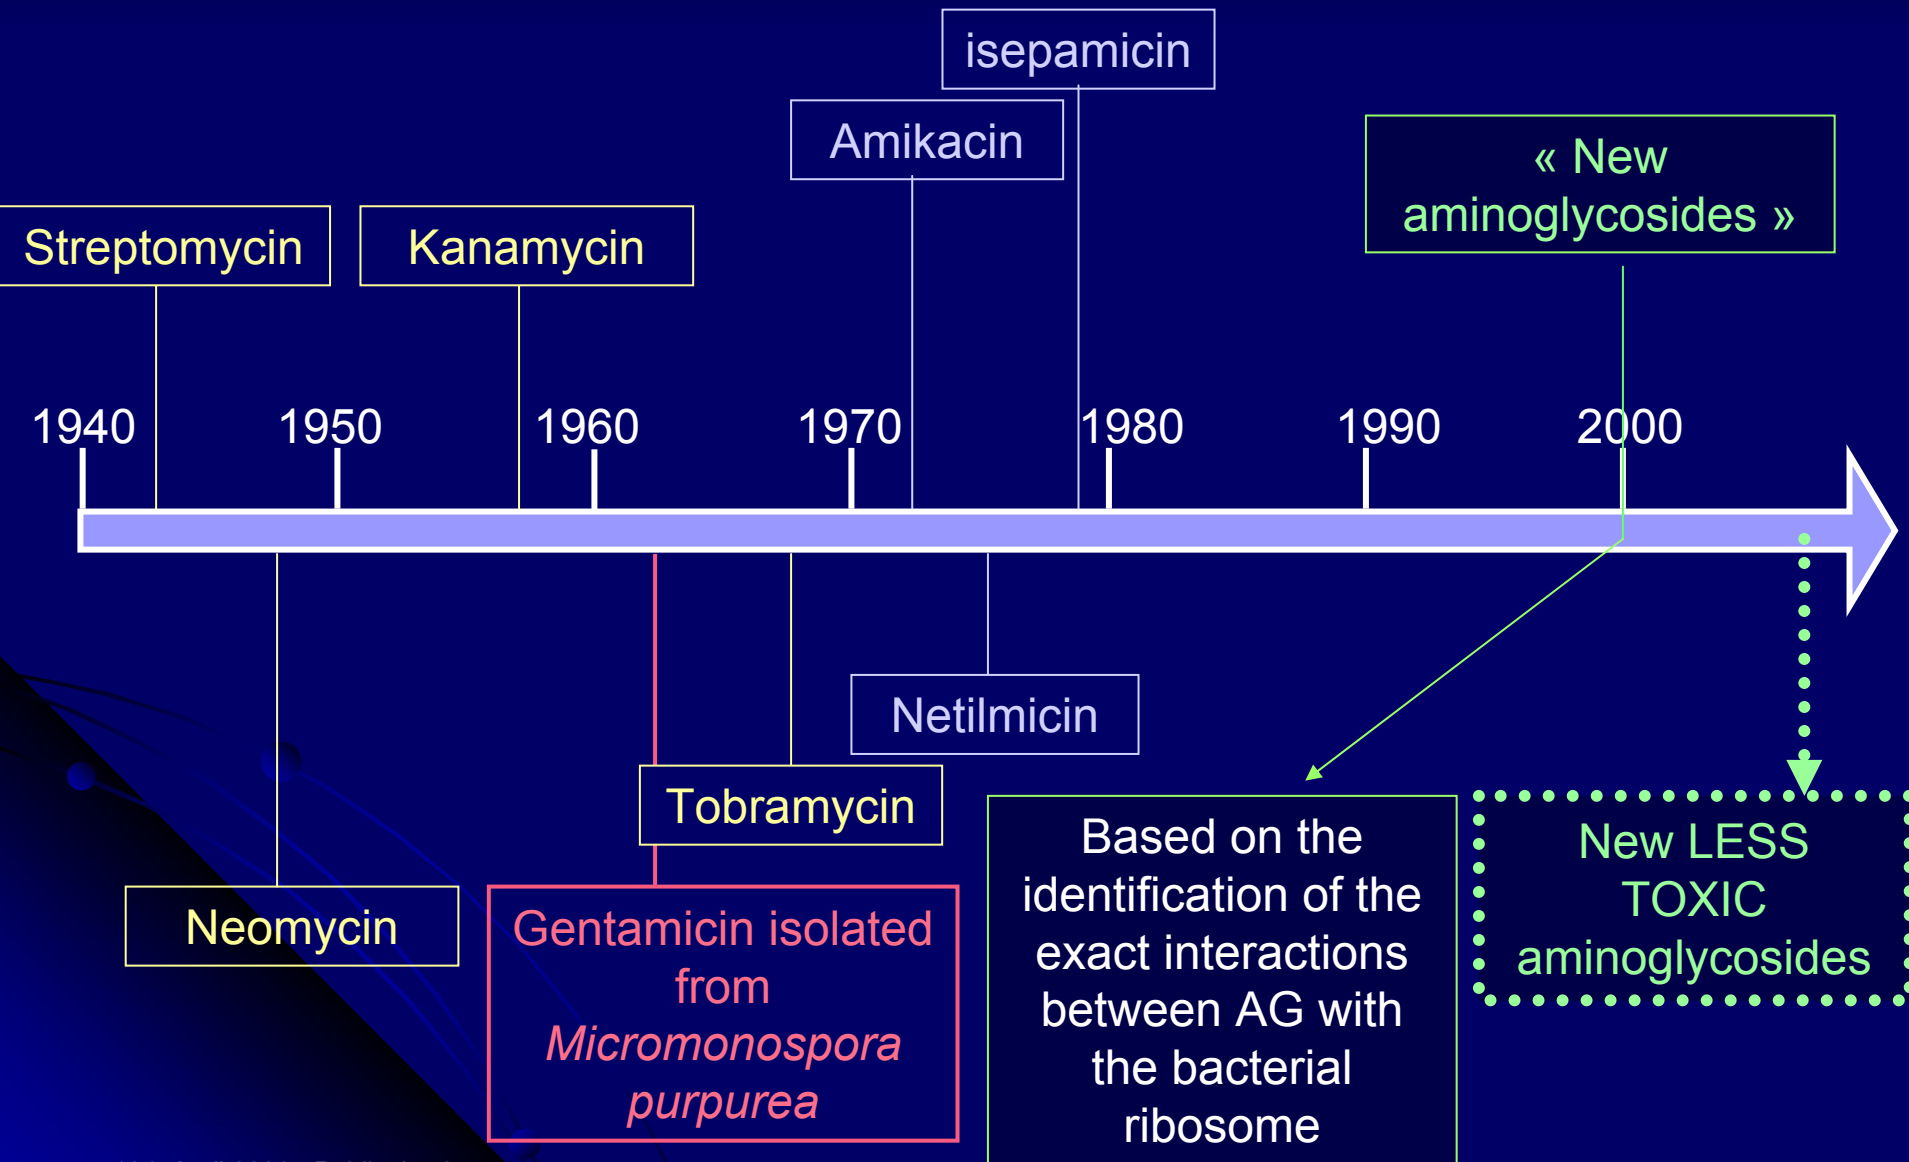 isepamicin
Amikacin
« New
aminoglycosides »
Streptomycin
Kanamycin
1940
1950
1960
1970
1980
1990
2000
Netilmicin
Tobramycin
Neomycin
Gentamicin isolated
from
Micromonospora
purpurea
Based on the
identification of the
exact interactions
between AG with
the bacterial
ribosome
New LESS
TOXIC
aminoglycosides